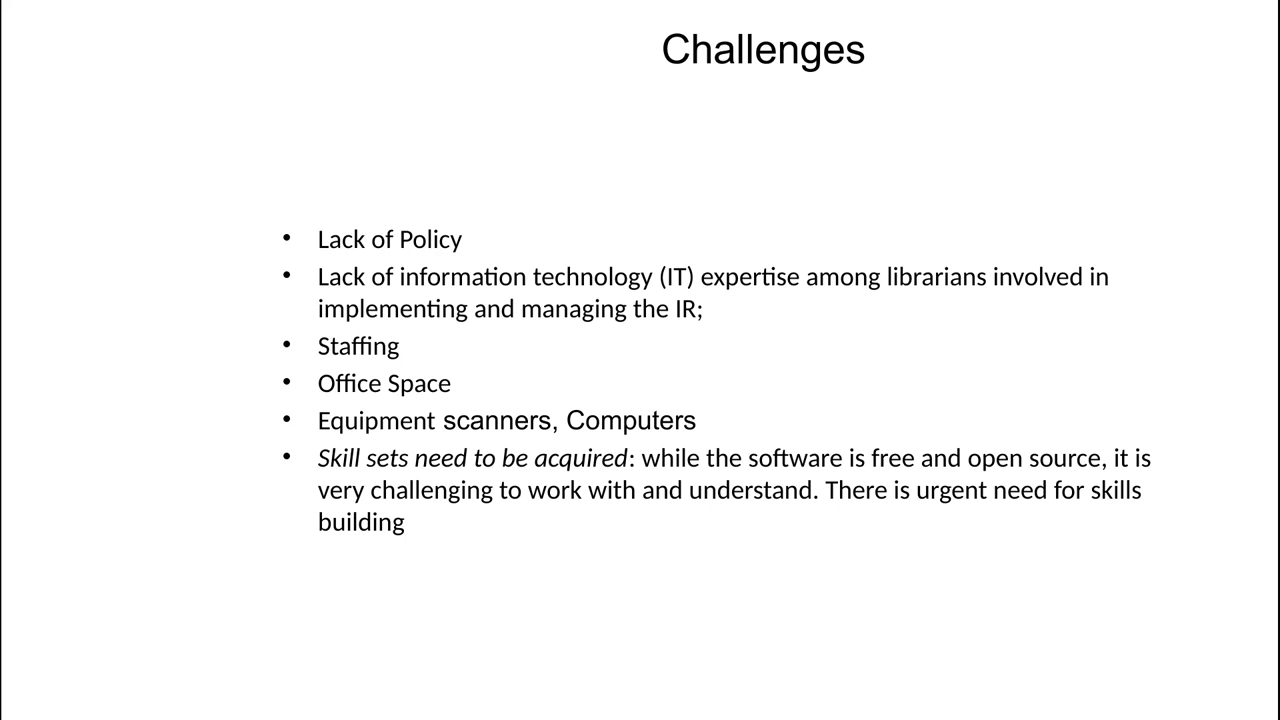 Challenges
• Lack of Policy
• Lack of information technology (IT) expertise among librarians involved in
implementing and managing the IR;
• Staffing
• Office Space
• Equipment scanners, Computers
• Skill sets need to be acquired: while the software is free and open source, it is
very challenging to work with and understand. There is urgent need for skills
building